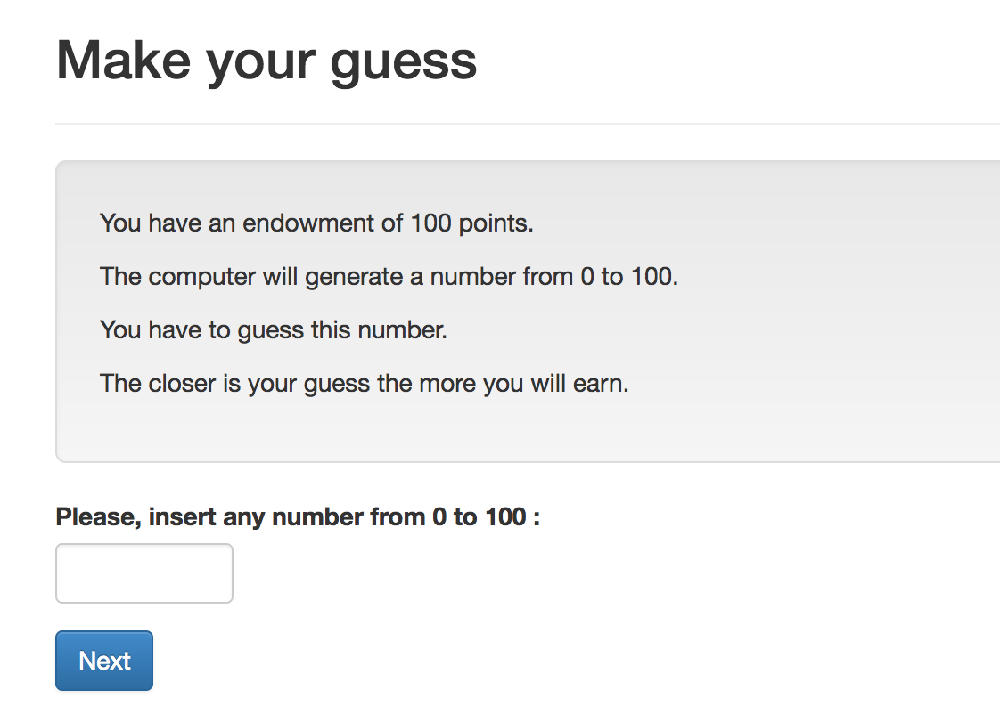 Make your guess
You have an endowment of 100 points.
The computer will generate a number from 0 to 100.
You have to guess this number.
The closer is your guess the more you will earn.
Please, insert any number from 0 to 100 :
Next